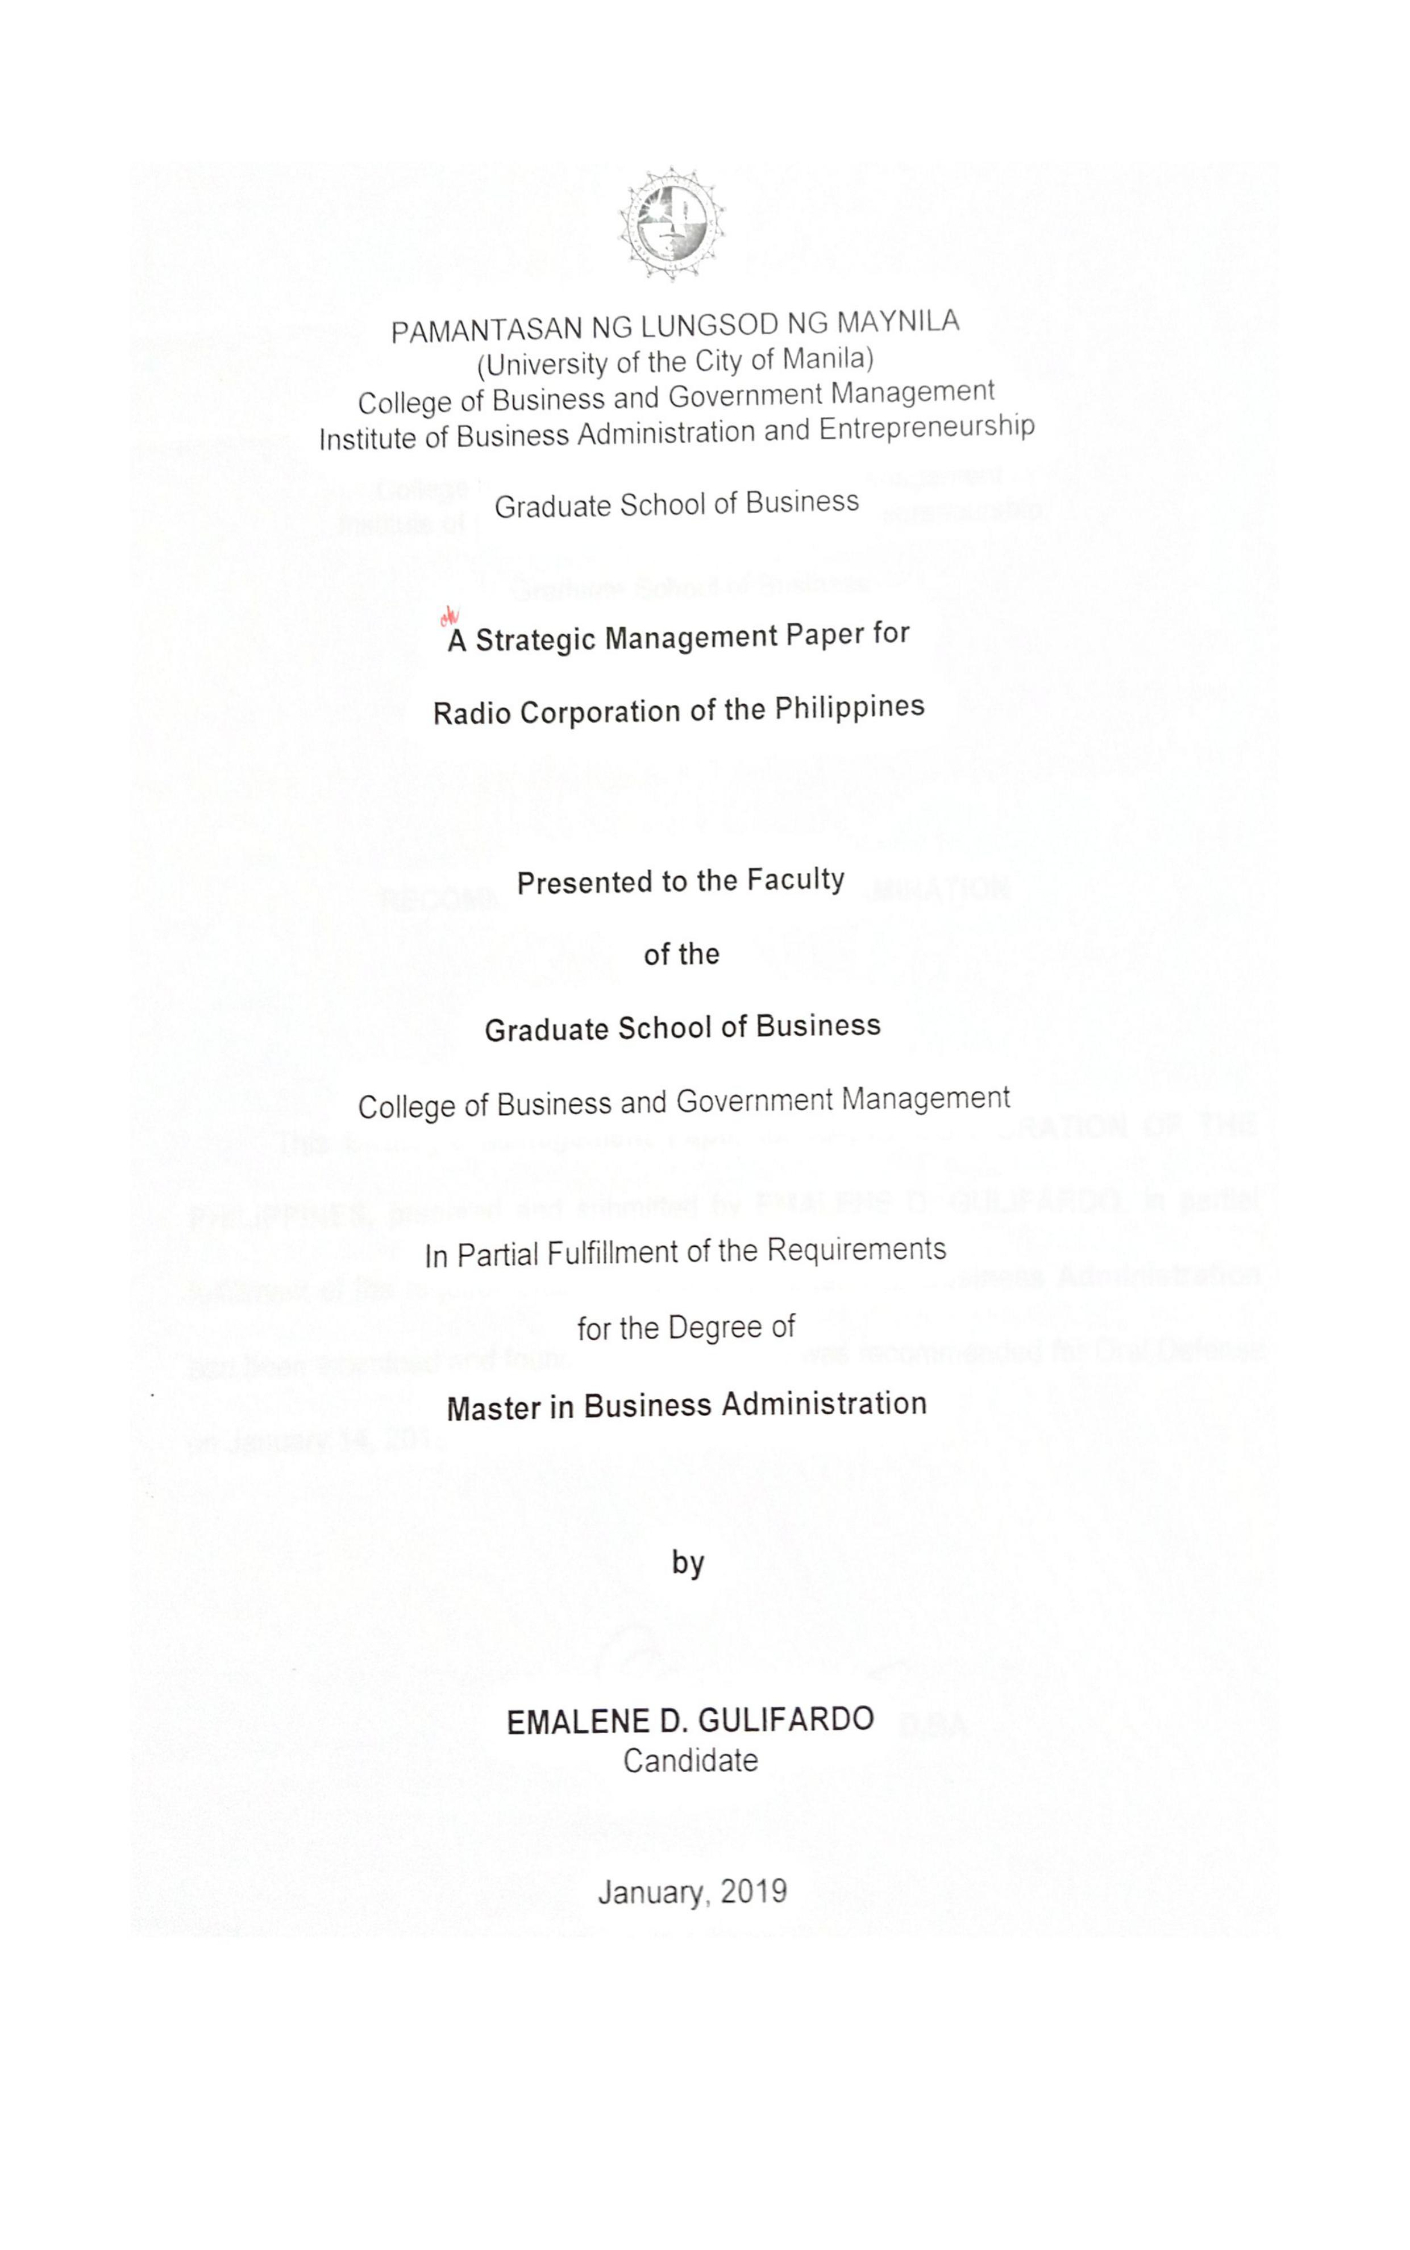 PAMANTASAN NG LUNGSOD NG MAYNILA
(University of the City of Manila)
College of Business and Government Management
Institute of Business Administration and Entrepreneurship
Graduate School of Business
A Strategic Management Paper for
Radio Corporation of the Philippines
Presented to the Faculty
of the
Graduate School of Business
College of Business and Government Management
In Partial Fulfillment of the Requirements
for the Degree of
Master in Business Administration
by
EMALENE D. GULIFARDO
Candidate
January, 2019